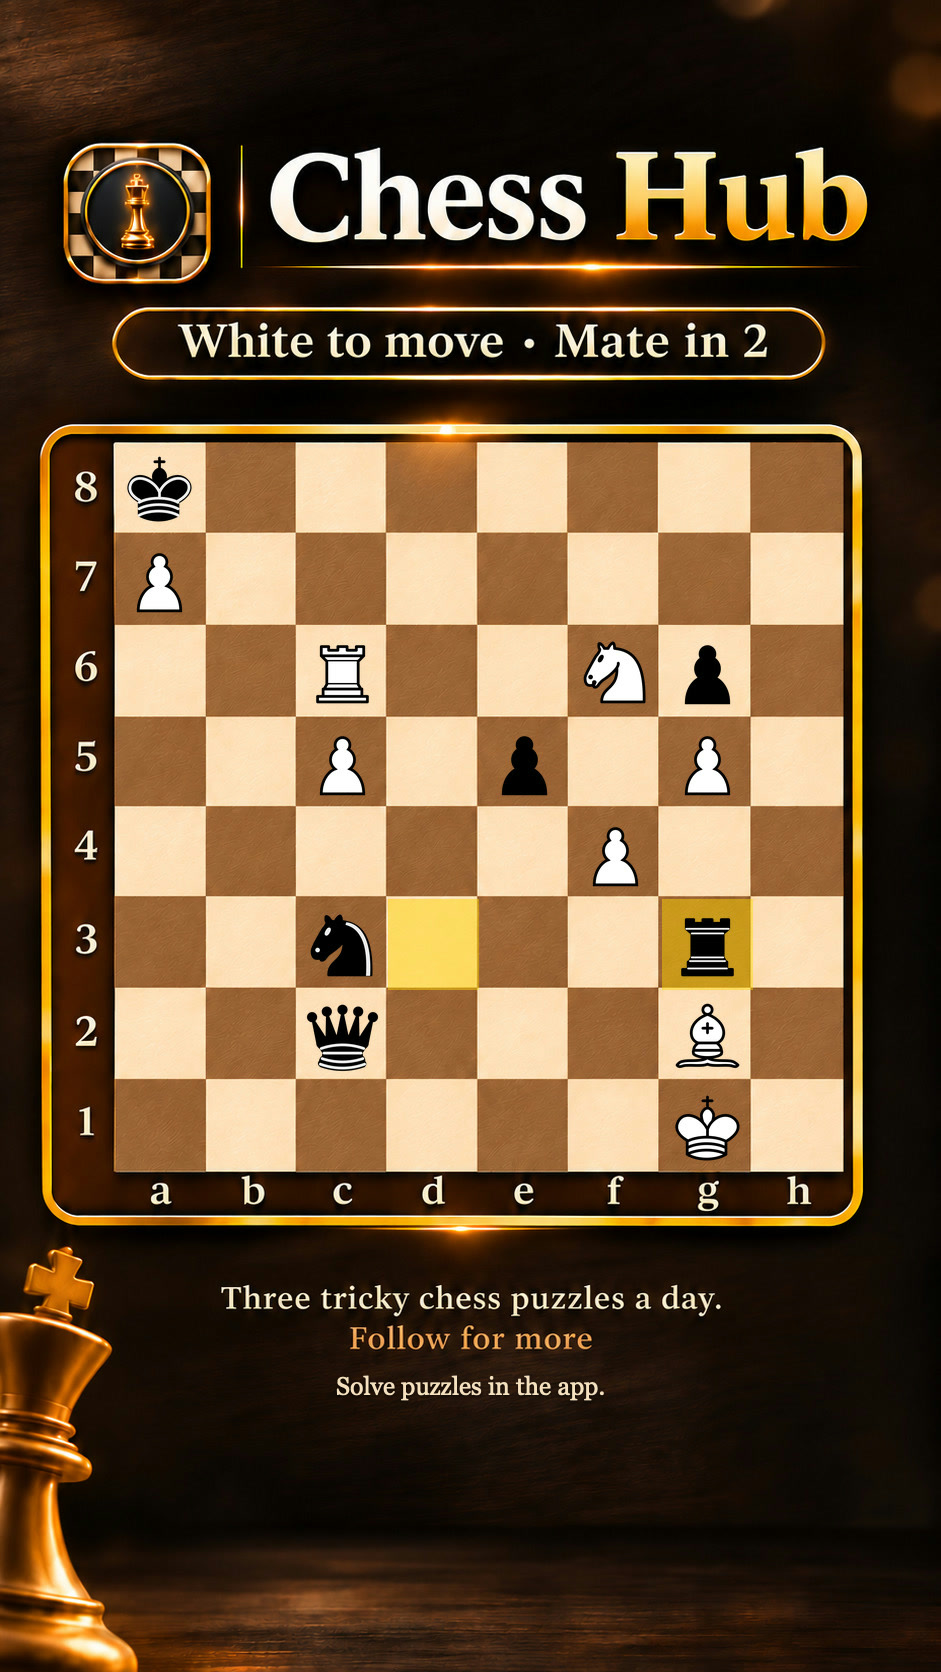 Chess Hub
White to move • Mate in 2
8
7
6
5
4
3
2
1
a b c d e f g h
Three tricky chess puzzles a day.
Follow for more
Solve puzzles in the app.